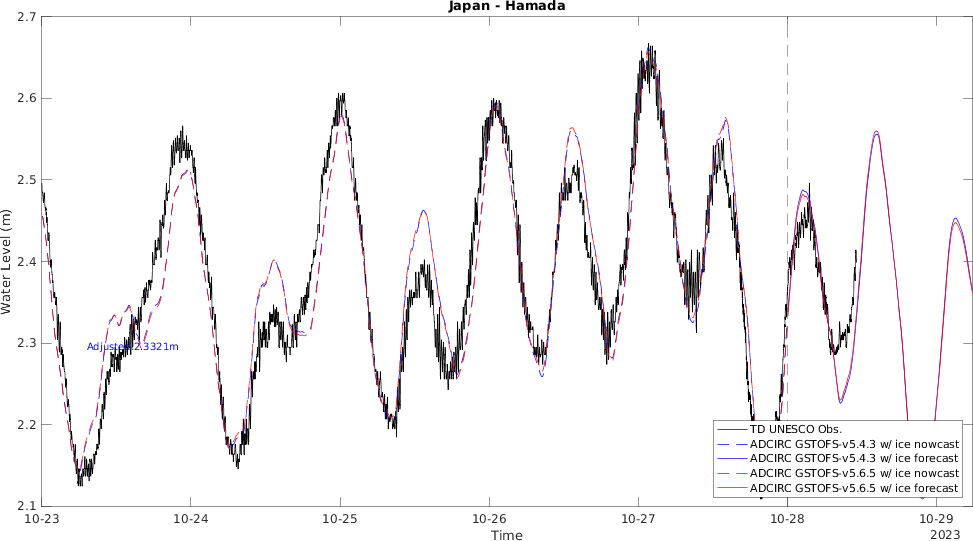 Japan - Hamada
Water Level (m)
2.7
2.6
2.5
2.4
2.3
2.2
2.1
Adjusted 2.3321m
TD UNESCO Obs.
ADCIRC GSTOFS-v5.4.3 w/ ice nowcast
ADCIRC GSTOFS-v5.4.3 w/ ice forecast
ADCIRC GSTOFS-v5.6.5 w/ ice nowcast
ADCIRC GSTOFS-v5.6.5 w/ ice forecast
10-23 10-24 10-25 10-26 10-27 10-28 10-29
Time 2023